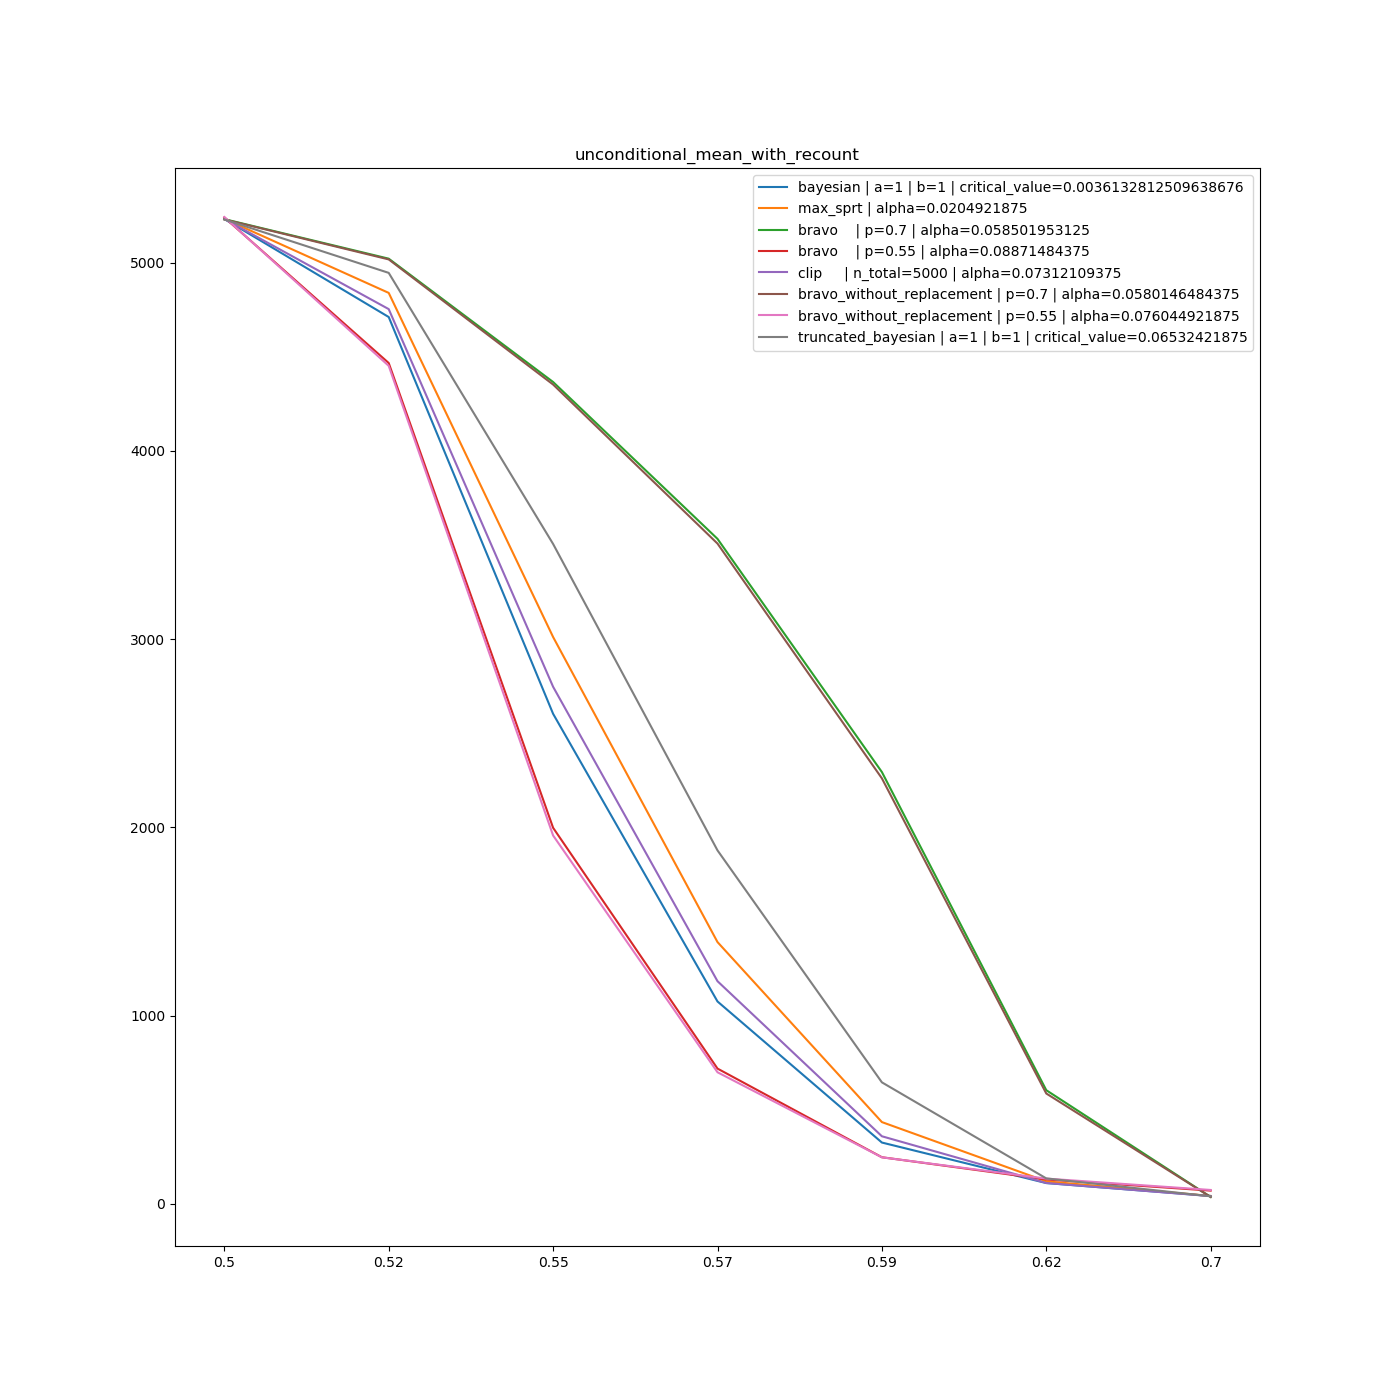 unconditional_mean_with_recount
bayesian | a=1 | b=1 | critical_value=0.0036132812509638676
max_sprt | alpha=0.0204921875
bravo    | p=0.7 | alpha=0.058501953125
bravo    | p=0.55 | alpha=0.08871484375
clip     | n_total=5000 | alpha=0.07312109375
bravo_without_replacement | p=0.7 | alpha=0.0580146484375
bravo_without_replacement | p=0.55 | alpha=0.076044921875
truncated_bayesian | a=1 | b=1 | critical_value=0.06532421875
5000
4000
3000
2000
1000
0
0.5 0.52 0.55 0.57 0.59 0.62 0.7